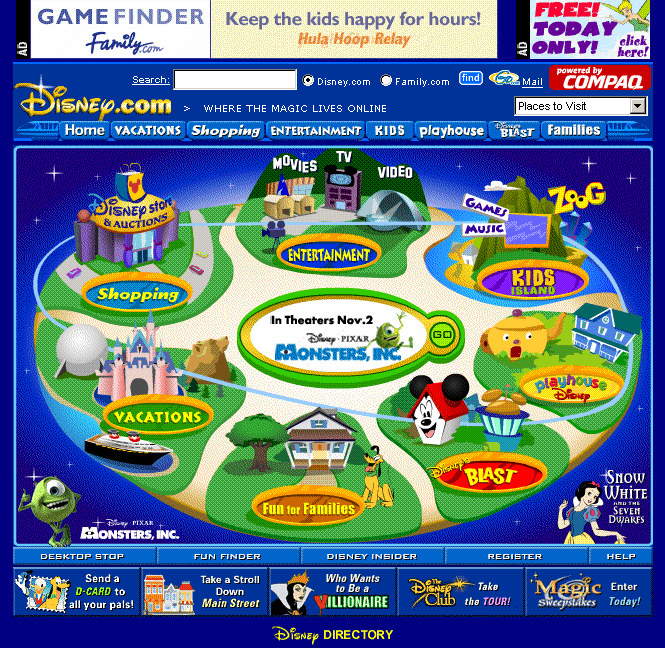 AD
GAMEFINDER
Family.com
Keep the kids happy for hours!
Hula Hoop Relay
AD
FREE!
TODAY
ONLY!
click
here!
Search:
Disney.com
Family.com
find
Go Mail
powered by
COMPAQ
Disney.com
> WHERE THE MAGIC LIVES ONLINE
Places to Visit
Home
VACATIONS
Shopping
ENTERTAINMENT
KIDS
playhouse
Disney's BLAST
Families
MOVIES
TV
VIDEO
ENTERTAINMENT
Disney store
& AUCTIONS
Shopping
GAMES
MUSIC
ZOOG
KIDS
ISLAND
In Theaters Nov.2
Disney · PIXAR
MONSTERS, INC.
GO
playhouse
Disney
VACATIONS
Disney's
BLAST
Fun for Families
Disney · PIXAR
MONSTERS, INC.
SNOW
WHITE
AND THE
SEVEN
DWARFS
DESKTOP STOP
FUN FINDER
DISNEY INSIDER
REGISTER
HELP
Send a
D-CARD to
all your pals!
Take a Stroll
Down
Main Street
Who Wants
to Be a
VILLIONAIRE
The
Disney
Club
Take
the TOUR!
Magic
Sweepstakes
Enter
Today!
Disney DIRECTORY